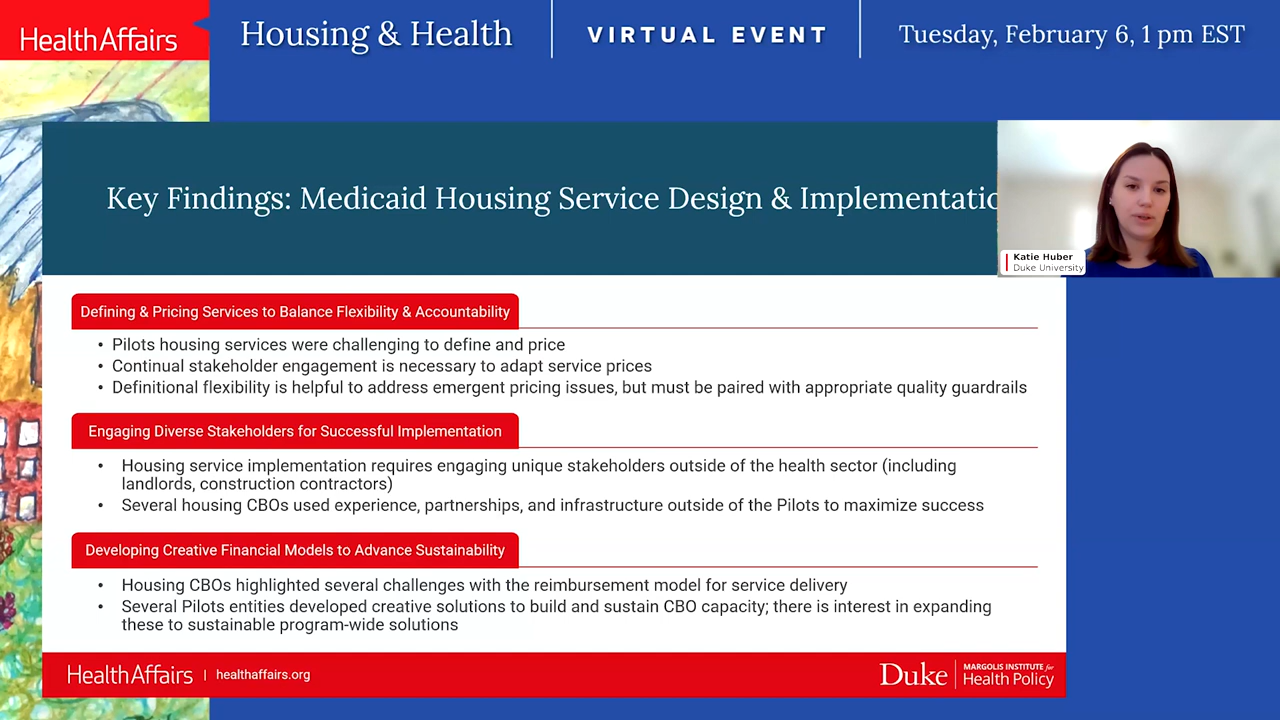 HealthAffairs
Housing & Health
VIRTUAL EVENT
Tuesday, February 6, 1 pm EST
Key Findings: Medicaid Housing Service Design & Implementatio
Katie Huber
Duke University
Defining & Pricing Services to Balance Flexibility & Accountability
• Pilots housing services were challenging to define and price
• Continual stakeholder engagement is necessary to adapt service prices
• Definitional flexibility is helpful to address emergent pricing issues, but must be paired with appropriate quality guardrails
Engaging Diverse Stakeholders for Successful Implementation
• Housing service implementation requires engaging unique stakeholders outside of the health sector (including
landlords, construction contractors)
• Several housing CBOs used experience, partnerships, and infrastructure outside of the Pilots to maximize success
Developing Creative Financial Models to Advance Sustainability
• Housing CBOs highlighted several challenges with the reimbursement model for service delivery
• Several Pilots entities developed creative solutions to build and sustain CBO capacity; there is interest in expanding
these to sustainable program-wide solutions
HealthAffairs | healthaffairs.org
Duke
MARGOLIS INSTITUTE for
Health Policy